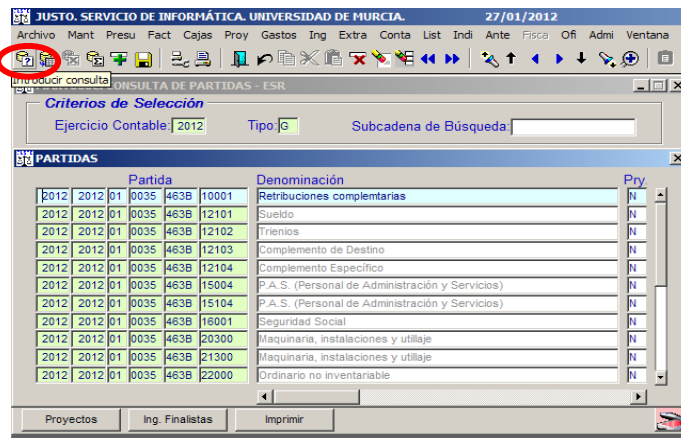 JUSTO. SERVICIO DE INFORMÁTICA. UNIVERSIDAD DE MURCIA. 27/01/2012
Archivo Mant Presu Fact Cajas Proy Gastos Ing Extra Conta List Indi Ante Fisca Ofi Admi Ventana
Introducir consulta CONSULTA DE PARTIDAS - ESR
Criterios de Selección
Ejercicio Contable: 2012 Tipo: G Subcadena de Búsqueda:
PARTIDAS
Partida Denominación Pry.
2012 2012 01 0035 463B 10001 Retribuciones complemtarias N
2012 2012 01 0035 463B 12101 Sueldo N
2012 2012 01 0035 463B 12102 Trienios N
2012 2012 01 0035 463B 12103 Complemento de Destino N
2012 2012 01 0035 463B 12104 Complemento Específico N
2012 2012 01 0035 463B 15004 P.A.S. (Personal de Administración y Servicios) N
2012 2012 01 0035 463B 15104 P.A.S. (Personal de Administración y Servicios) N
2012 2012 01 0035 463B 16001 Seguridad Social N
2012 2012 01 0035 463B 20300 Maquinaria, instalaciones y utillaje N
2012 2012 01 0035 463B 21300 Maquinaria, instalaciones y utillaje N
2012 2012 01 0035 463B 22000 Ordinario no inventariable N
Proyectos Ing. Finalistas Imprimir